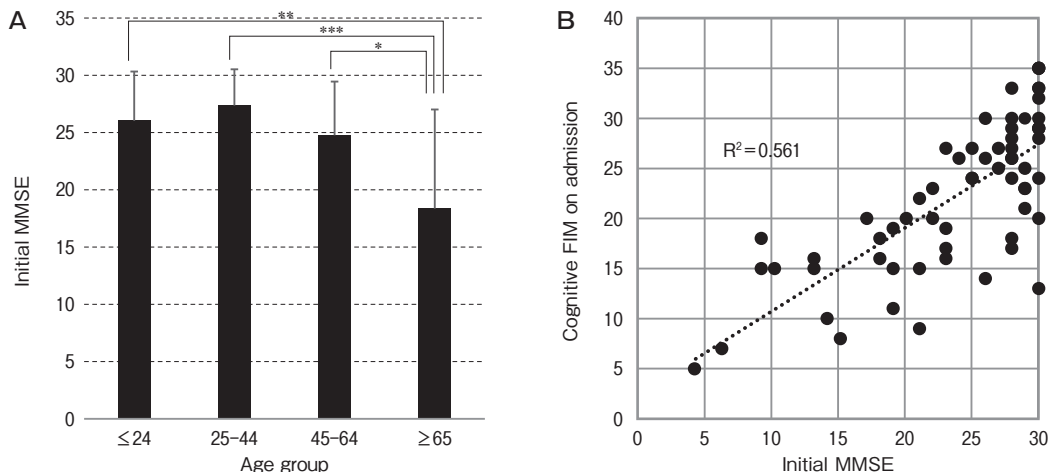 A
35
30
25
20
15
10
5
0
Initial MMSE
**
***
*
≤24 25-44 45-64 ≥65
Age group
B
40
35
30
25
20
15
10
5
0
Cognitive FIM on admission
R²=0.561
0 5 10 15 20 25 30
Initial MMSE